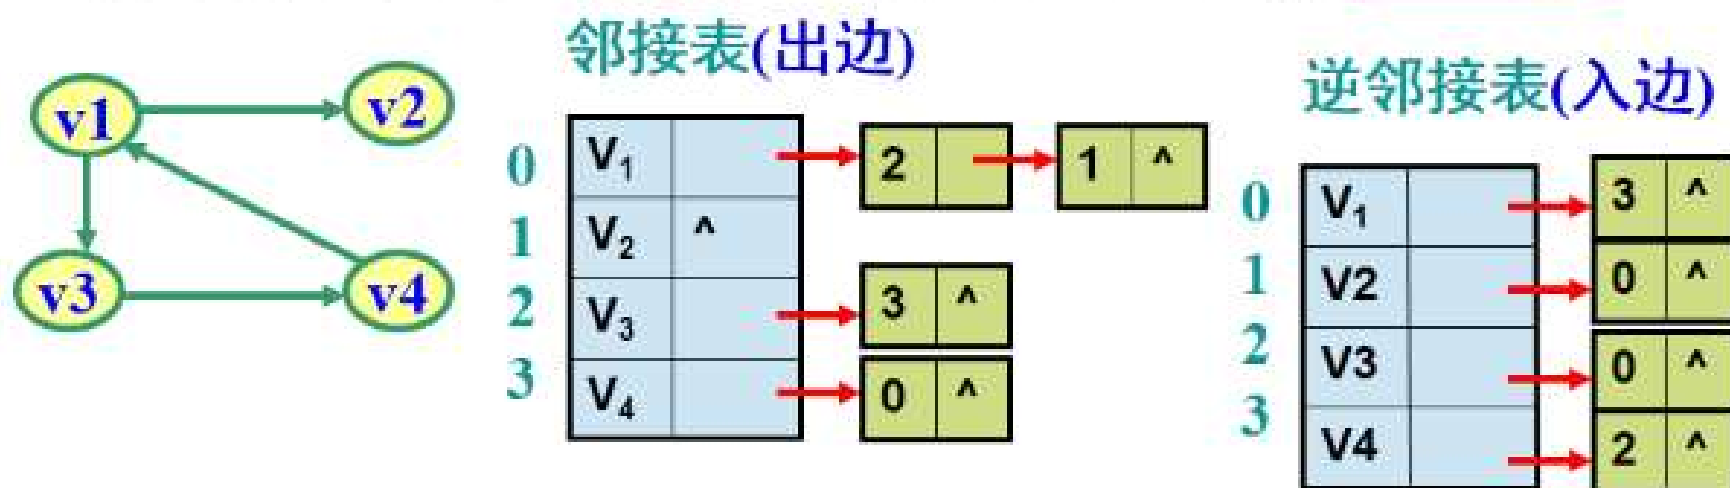 v1
v2
v3
v4
邻接表(出边)
0 V₁ 2 1 ^
1 V₂ ^
2 V₃ 3 ^
3 V₄ 0 ^
逆邻接表(入边)
0 V₁ 3 ^
1 V2 0 ^
2 V3 0 ^
3 V4 2 ^